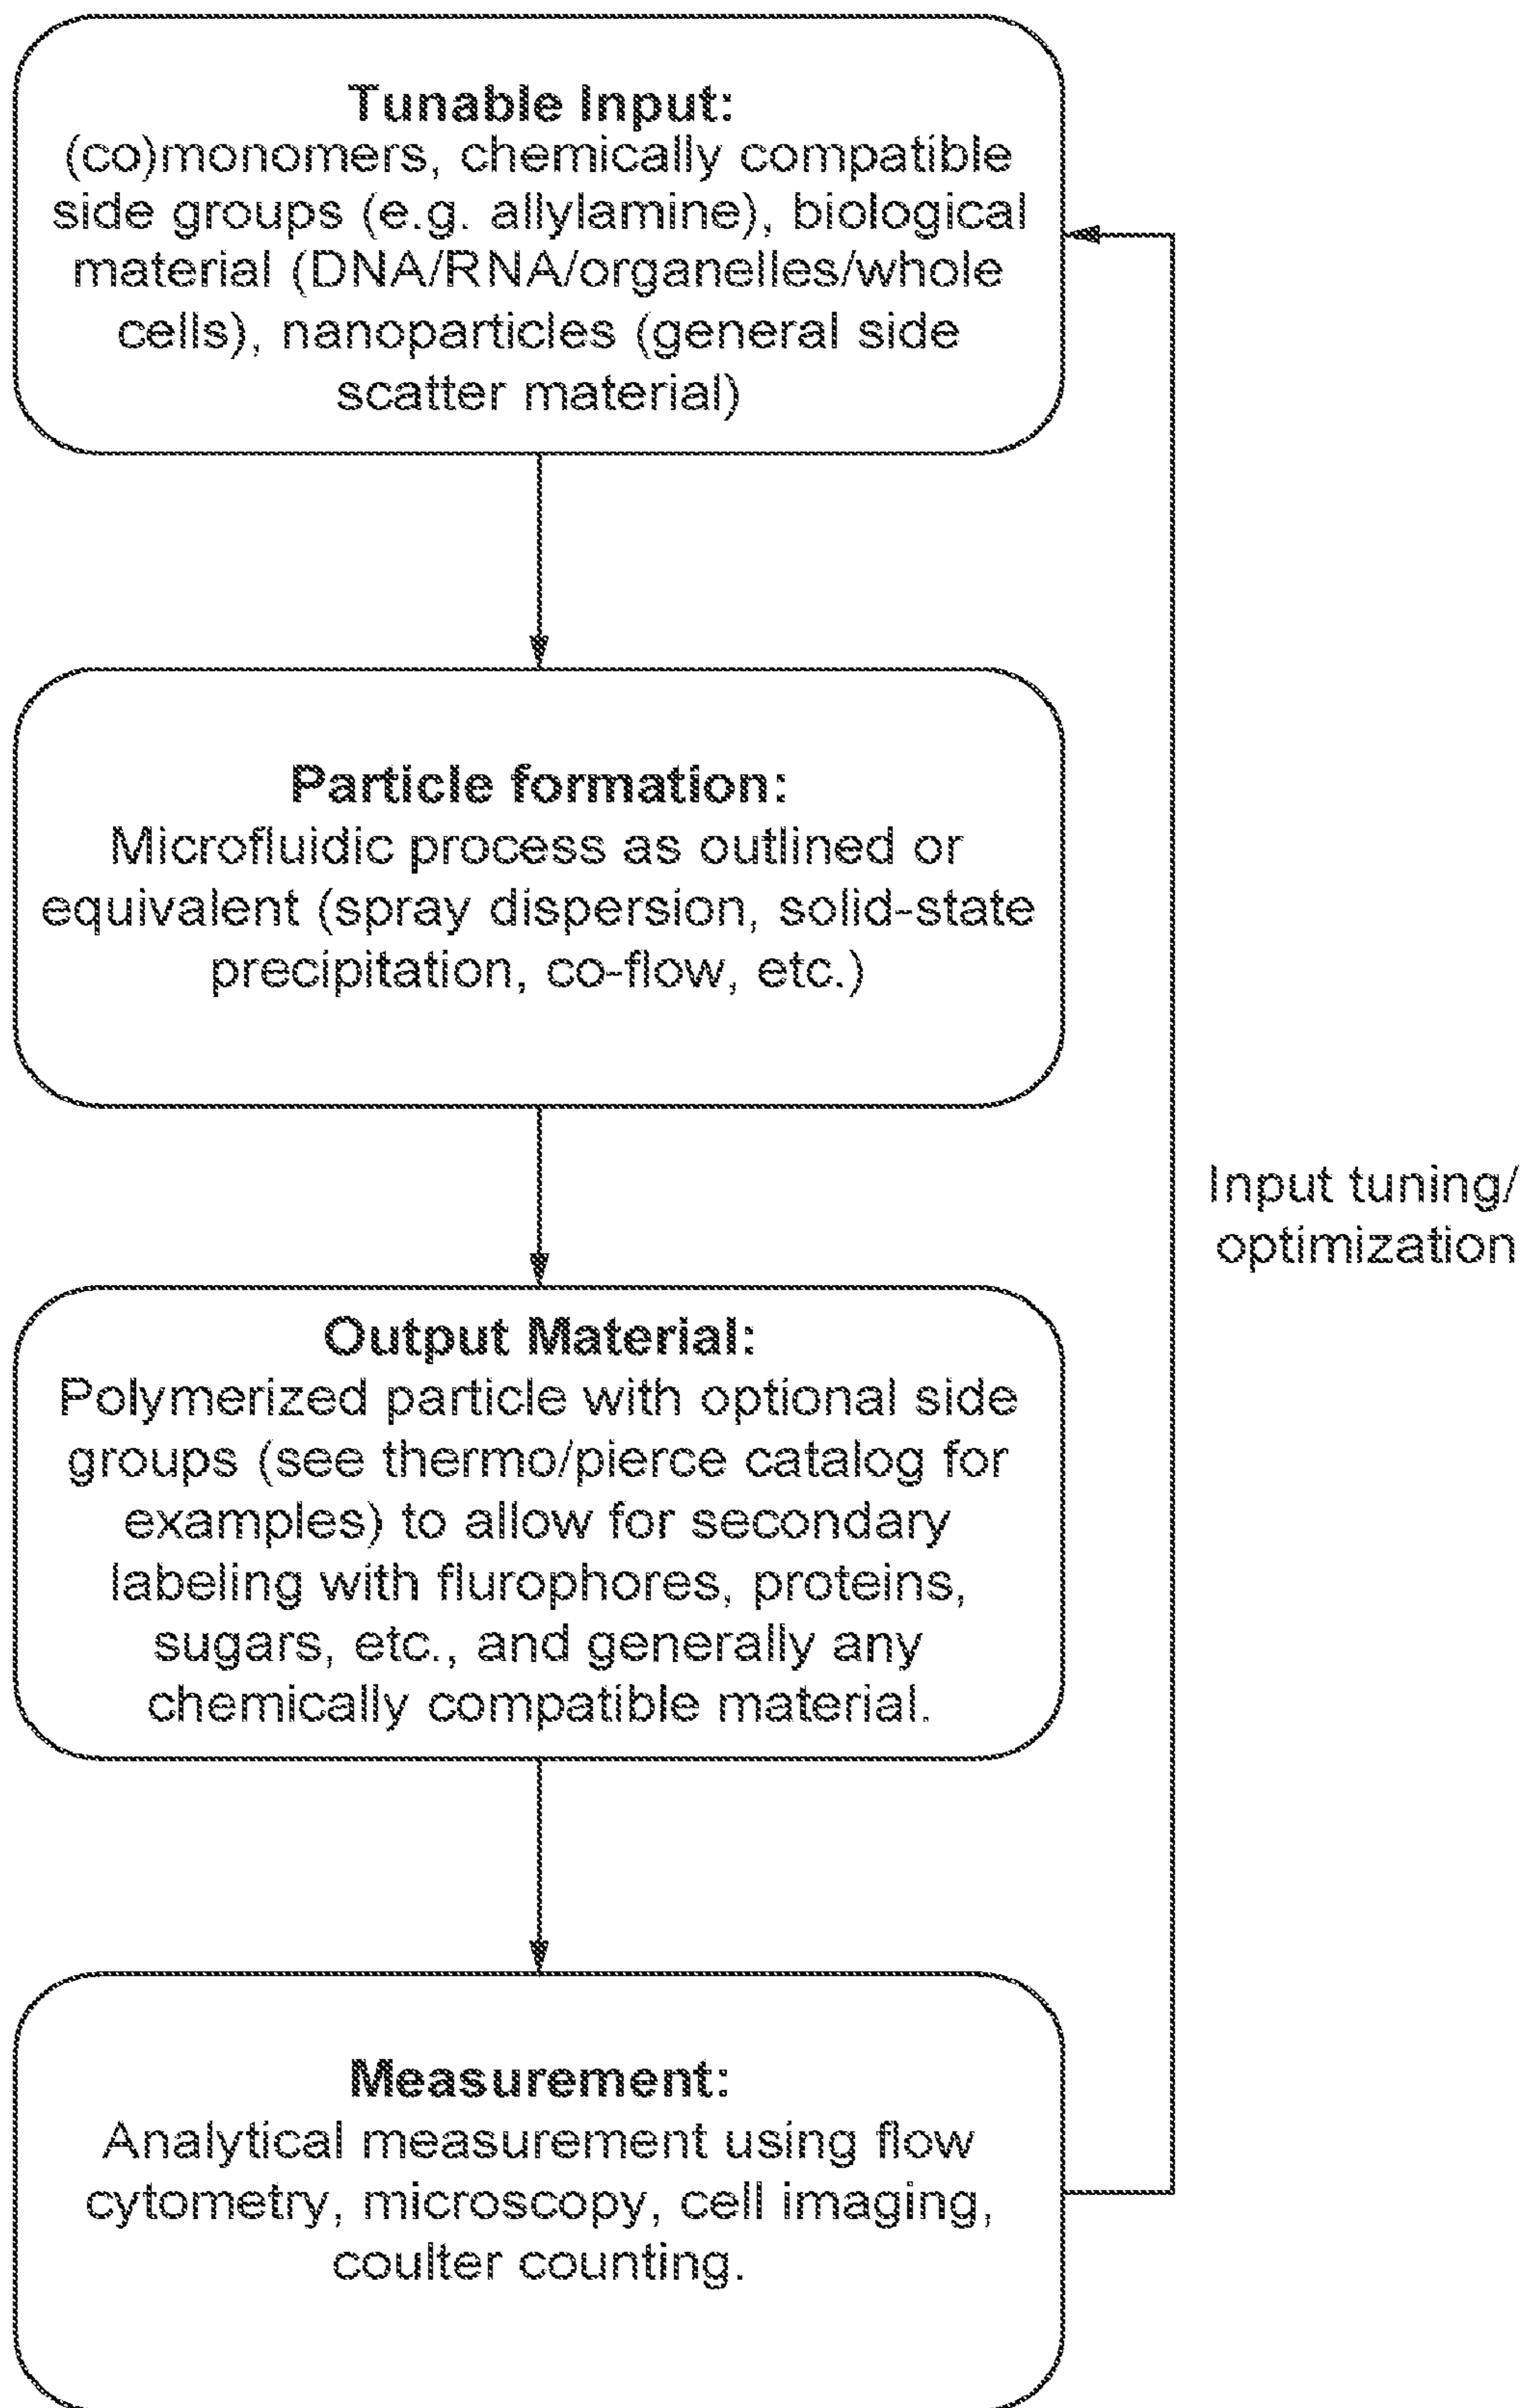 Tunable Input:
(co)monomers, chemically compatible
side groups (e.g. allylamine), biological
material (DNA/RNA/organelles/whole
cells), nanoparticles (general side
scatter material)
Particle formation:
Microfluidic process as outlined or
equivalent (spray dispersion, solid-state
precipitation, co-flow, etc.)
Input tuning/
optimization
Output Material:
Polymerized particle with optional side
groups (see thermo/pierce catalog for
examples) to allow for secondary
labeling with flurophores, proteins,
sugars, etc., and generally any
chemically compatible material.
Measurement:
Analytical measurement using flow
cytometry, microscopy, cell imaging,
coulter counting.